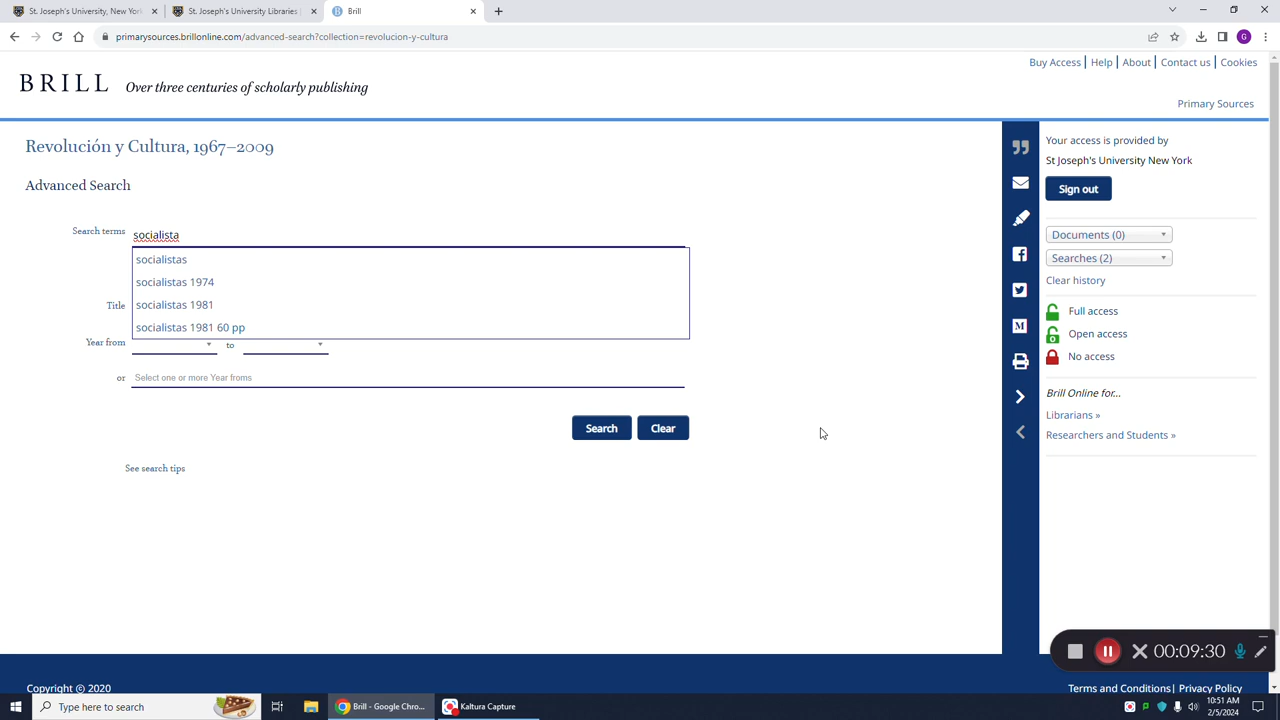 St. Joseph's University, New York
St. Joseph's University Libraries |
Brill
primarysources.brillonline.com/advanced-search?collection=revolucion-y-cultura
G
Buy Access | Help | About | Contact us | Cookies
BRILL Over three centuries of scholarly publishing
Primary Sources
Revolución y Cultura, 1967–2009
Advanced Search
Search terms socialista
socialistas
socialistas 1974
Title socialistas 1981
socialistas 1981 60 pp
Year from to
or Select one or more Year froms
Search Clear
See search tips
Your access is provided by
St Joseph's University New York
Sign out
Documents (0)
Searches (2)
Clear history
Full access
Open access
No access
M
Brill Online for...
Librarians »
Researchers and Students »
00:09:30
Copyright © 2020
Terms and Conditions | Privacy Policy
Type here to search
Brill - Google Chro...
Kaltura Capture
10:51 AM
2/5/2024